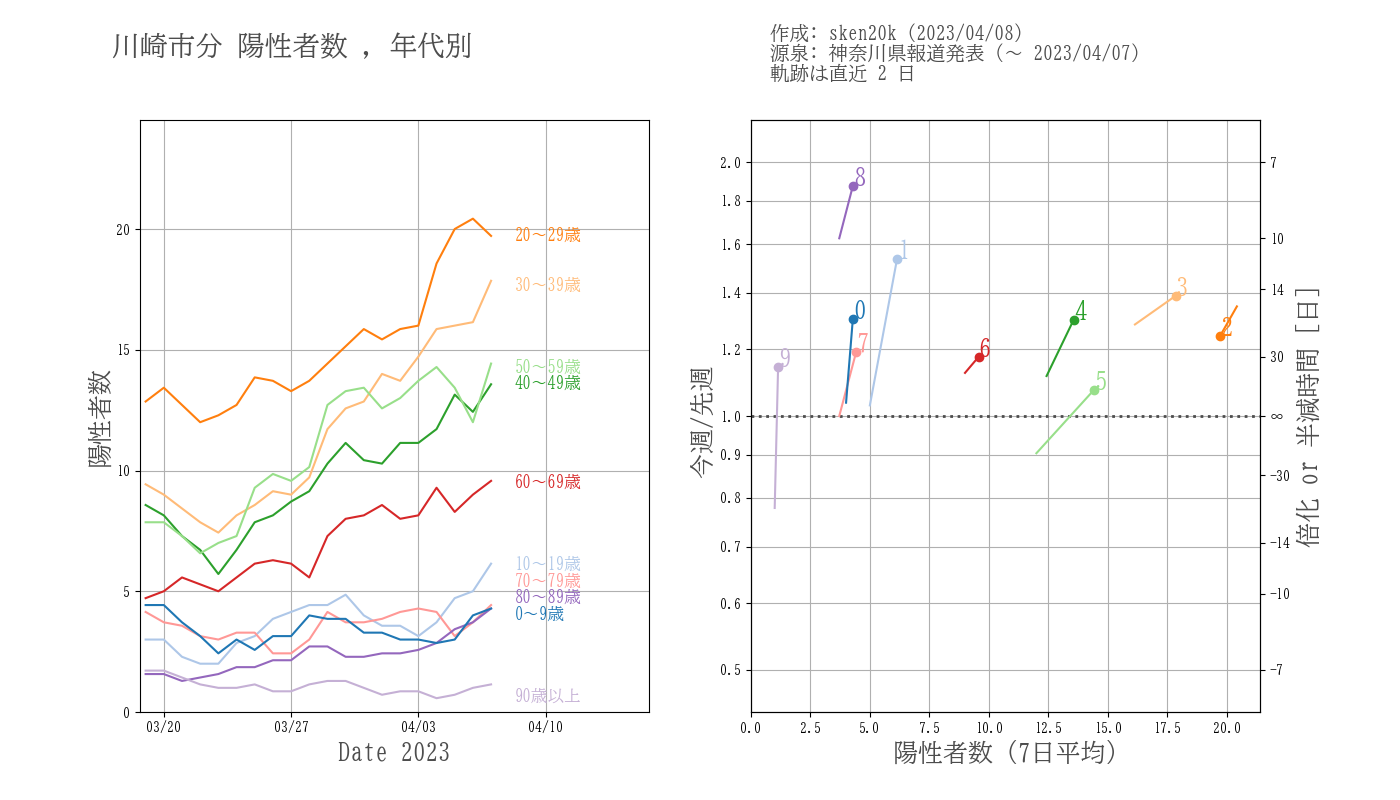 川崎市分 陽性者数 , 年代別
作成: sken20k (2023/04/08)
源泉: 神奈川県報道発表 (〜 2023/04/07)
軌跡は直近 2 日
陽性者数
20
15
10
5
0
03/20
03/27
04/03
04/10
Date 2023
20〜29歳
30〜39歳
50〜59歳
40〜49歳
60〜69歳
10〜19歳
70〜79歳
80〜89歳
0〜9歳
90歳以上
今週/先週
2.0
1.8
1.6
1.4
1.2
1.0
0.9
0.8
0.7
0.6
0.5
8
1
0
7
9
6
4
5
3
2
0.0
2.5
5.0
7.5
10.0
12.5
15.0
17.5
20.0
陽性者数 (7日平均)
7
10
14
30
∞
−30
−14
−10
−7
倍化 or 半減時間 [日]